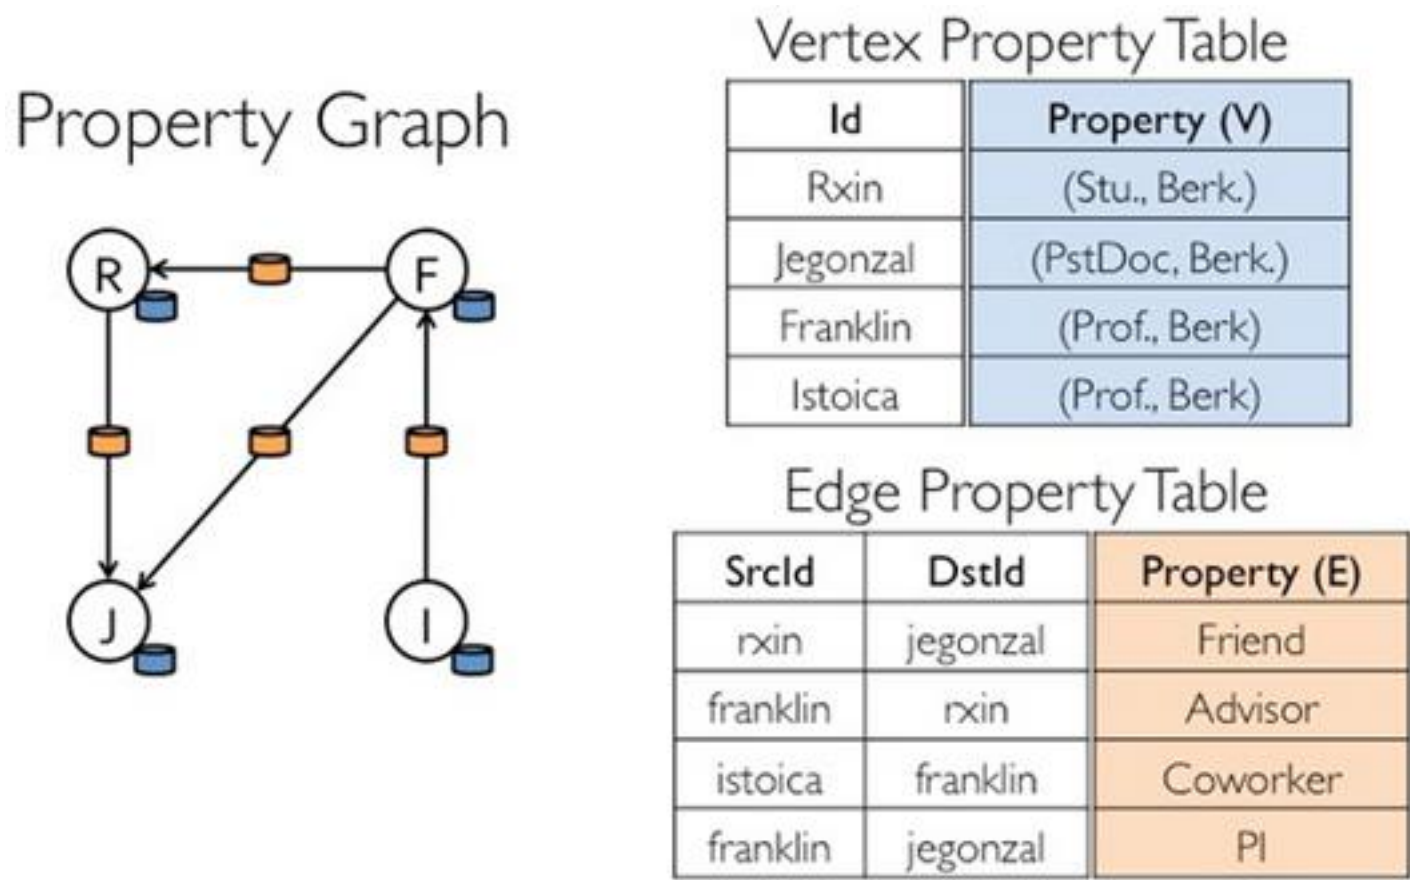 Property Graph
R
F
J
I
Vertex Property Table
Id Property (V)
Rxin (Stu., Berk.)
Jegonzal (PstDoc, Berk.)
Franklin (Prof., Berk)
Istoica (Prof., Berk)
Edge Property Table
SrcId DstId Property (E)
rxin jegonzal Friend
franklin rxin Advisor
istoica franklin Coworker
franklin jegonzal PI